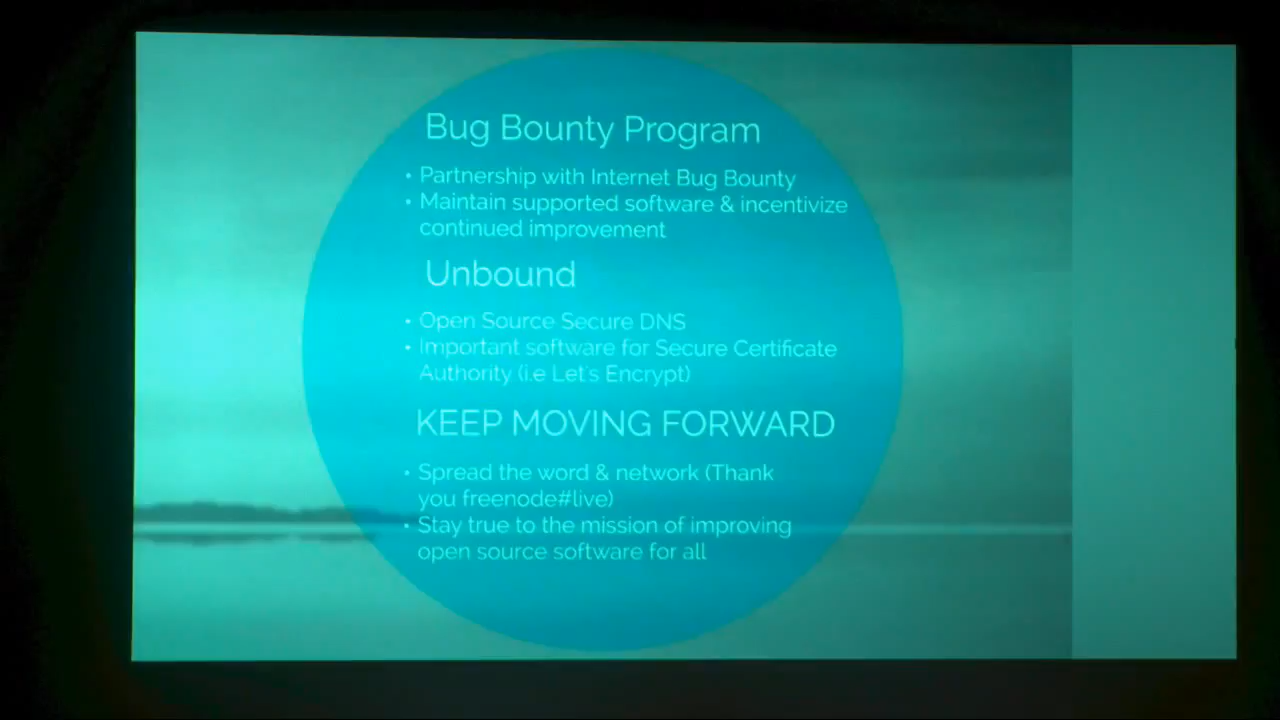 Bug Bounty Program
• Partnership with Internet Bug Bounty
• Maintain supported software & incentivize
continued improvement
Unbound
• Open Source Secure DNS
• Important software for Secure Certificate
Authority (i.e Let's Encrypt)
KEEP MOVING FORWARD
• Spread the word & network (Thank
you freenode#live)
• Stay true to the mission of improving
open source software for all